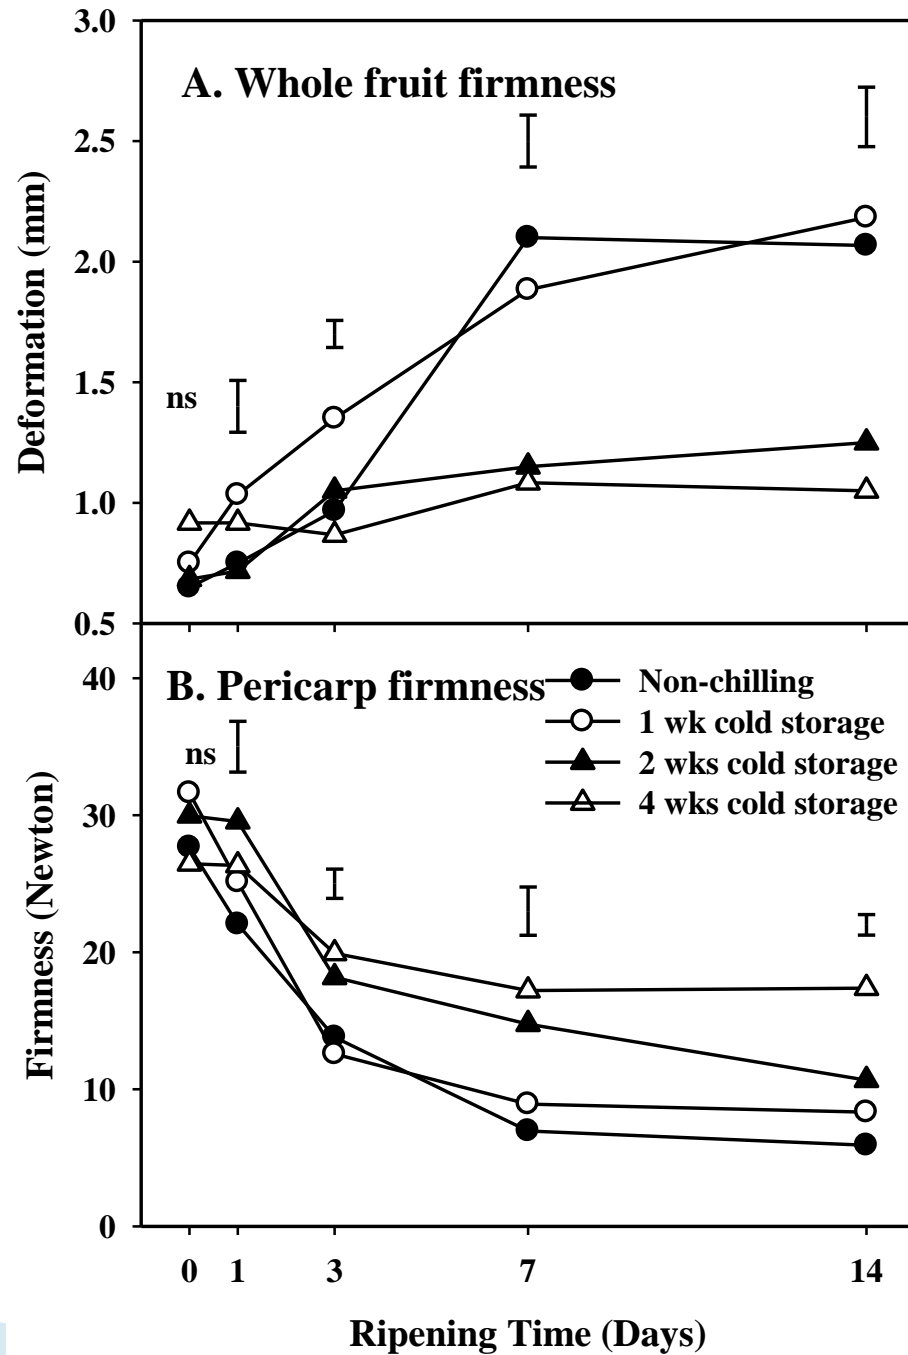 3.0
A. Whole fruit firmness
2.5
2.0
1.5
ns
1.0
0.5
Deformation (mm)
B. Pericarp firmness
Non-chilling
1 wk cold storage
2 wks cold storage
4 wks cold storage
40
ns
30
20
10
0
Firmness (Newton)
0 1 3 7 14
Ripening Time (Days)